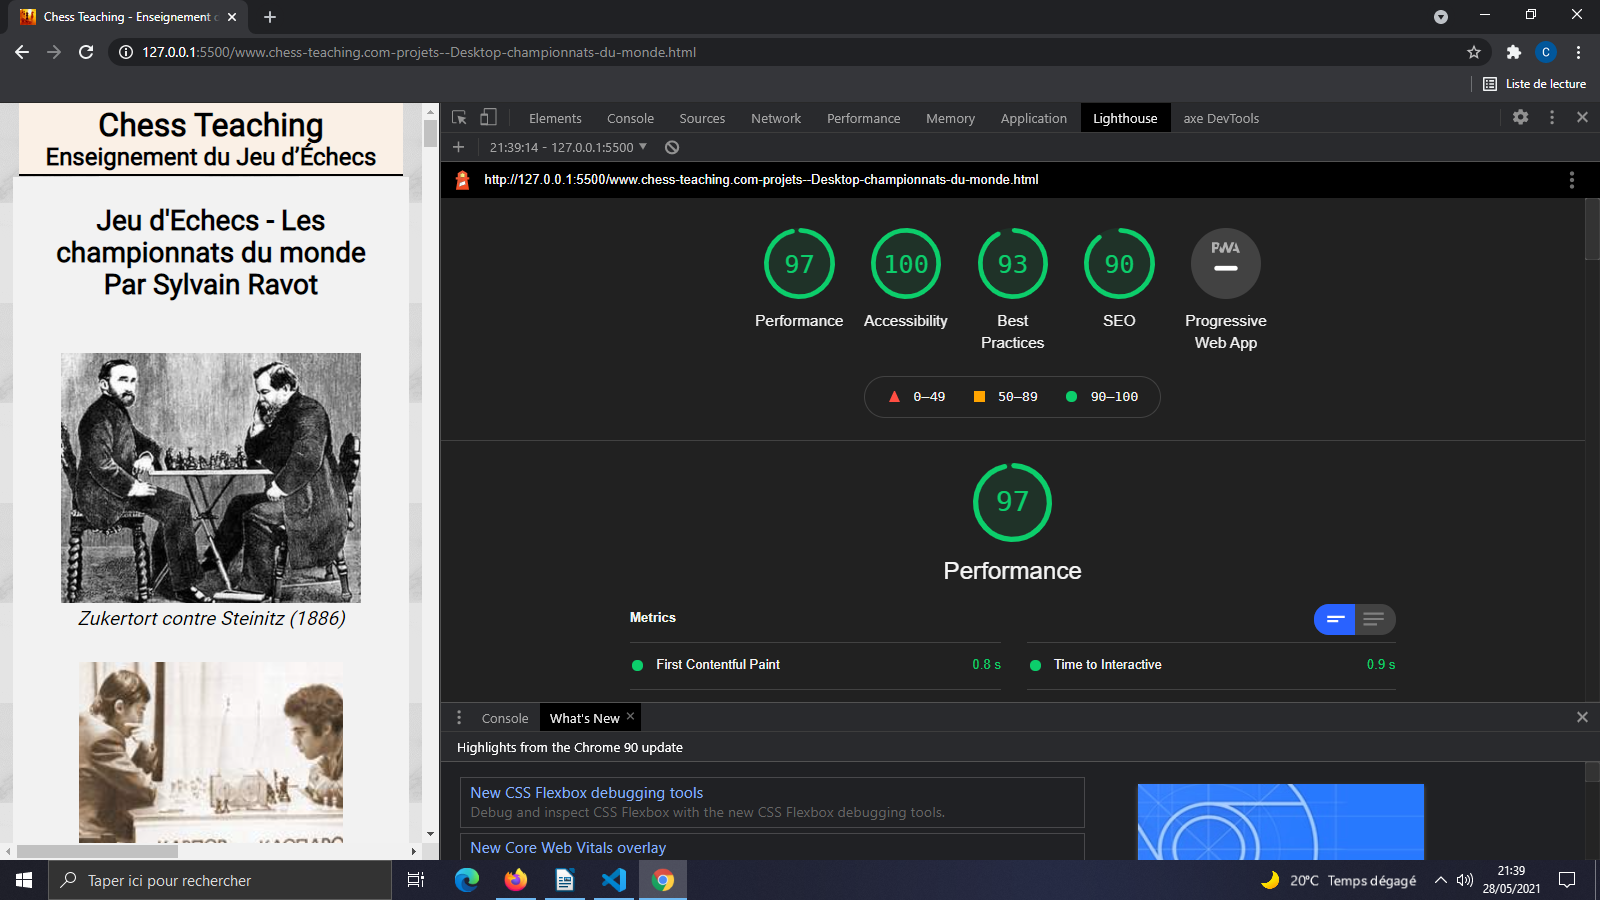 Chess Teaching - Enseignement d
127.0.0.1:5500/www.chess-teaching.com-projets--Desktop-championnats-du-monde.html
C
Liste de lecture
Chess Teaching
Enseignement du Jeu d’Échecs
Jeu d'Echecs - Les
championnats du monde
Par Sylvain Ravot
Zukertort contre Steinitz (1886)
Elements
Console
Sources
Network
Performance
Memory
Application
Lighthouse
axe DevTools
21:39:14 - 127.0.0.1:5500
http://127.0.0.1:5500/www.chess-teaching.com-projets--Desktop-championnats-du-monde.html
97
100
93
90
PWA
Performance
Accessibility
Best
Practices
SEO
Progressive
Web App
0–49
50–89
90–100
97
Performance
Metrics
First Contentful Paint
0.8 s
Time to Interactive
0.9 s
Console
What's New
Highlights from the Chrome 90 update
New CSS Flexbox debugging tools
Debug and inspect CSS Flexbox with the new CSS Flexbox debugging tools.
New Core Web Vitals overlay
Taper ici pour rechercher
20°C Temps dégagé
21:39
28/05/2021